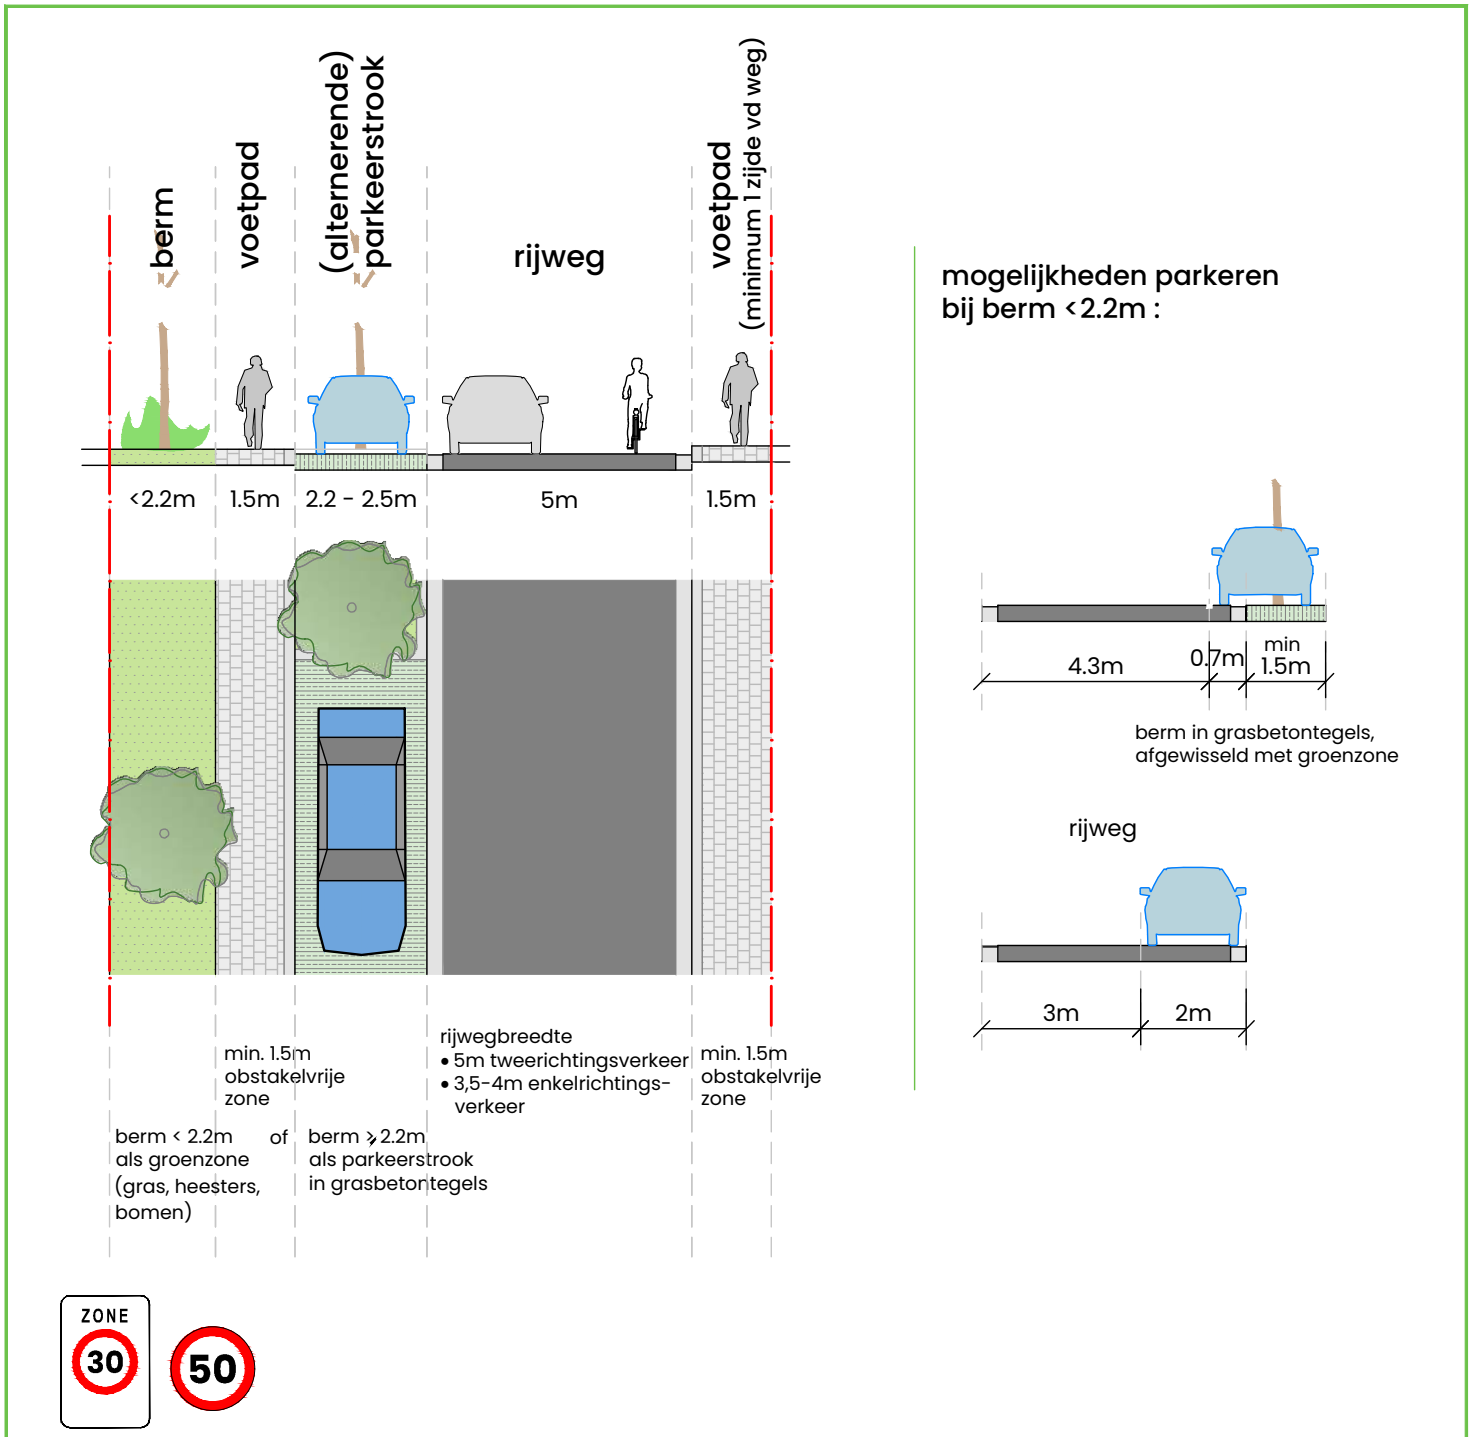 berm
voetpad
(alternerende)
parkeerstrook
rijweg
voetpad
(minimum 1 zijde vd weg)
<2.2m
1.5m
2.2 - 2.5m
5m
1.5m
min. 1.5m
obstakelvrije
zone
rijwegbreedte
• 5m tweerichtingsverkeer
• 3,5-4m enkelrichtings-
verkeer
min. 1.5m
obstakelvrije
zone
berm < 2.2m
als groenzone
(gras, heesters,
bomen)
of
berm ⩾ 2.2m
als parkeerstrook
in grasbetontegels
ZONE
30
50
mogelijkheden parkeren
bij berm <2.2m :
4.3m
0.7m
min
1.5m
berm in grasbetontegels,
afgewisseld met groenzone
rijweg
3m
2m